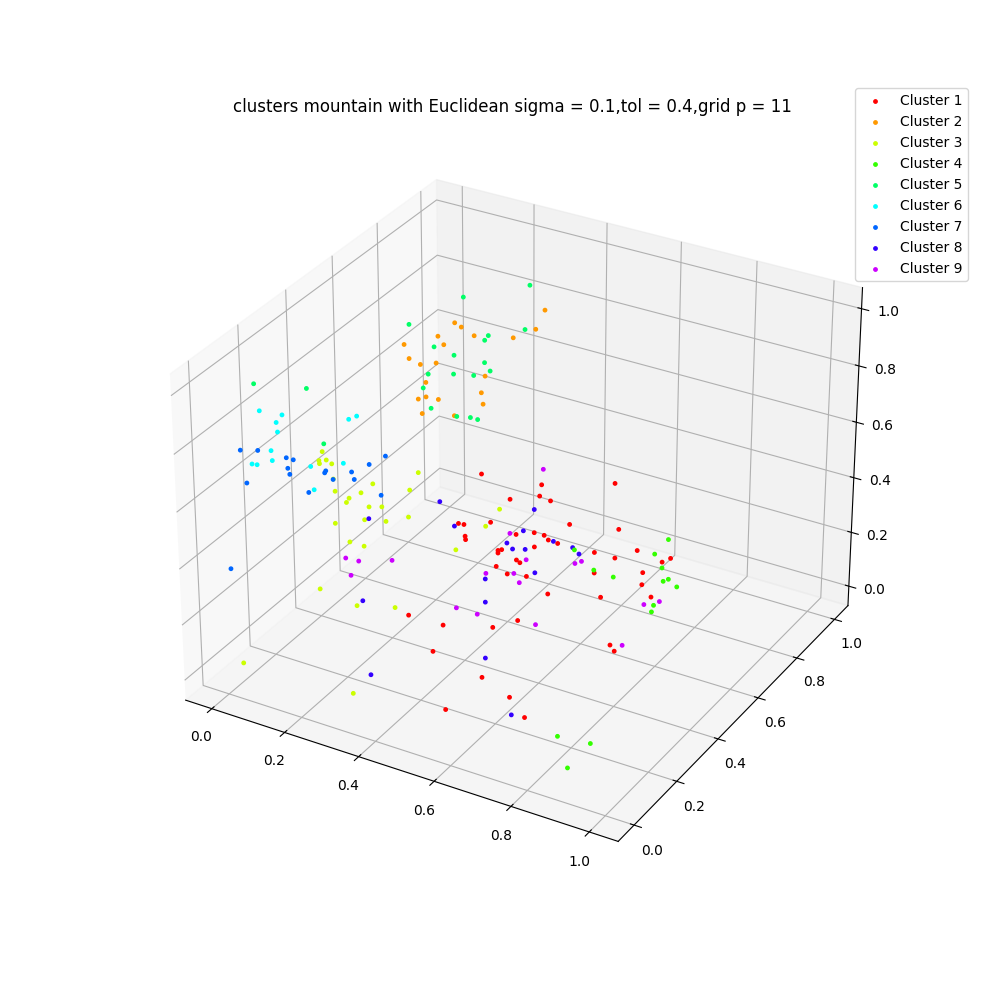 clusters mountain with Euclidean sigma = 0.1,tol = 0.4,grid p = 11
Cluster 1
Cluster 2
Cluster 3
Cluster 4
Cluster 5
Cluster 6
Cluster 7
Cluster 8
Cluster 9
1.0
0.8
0.6
0.4
0.2
0.0
1.0
0.8
0.6
0.4
0.2
0.0
0.0
0.2
0.4
0.6
0.8
1.0